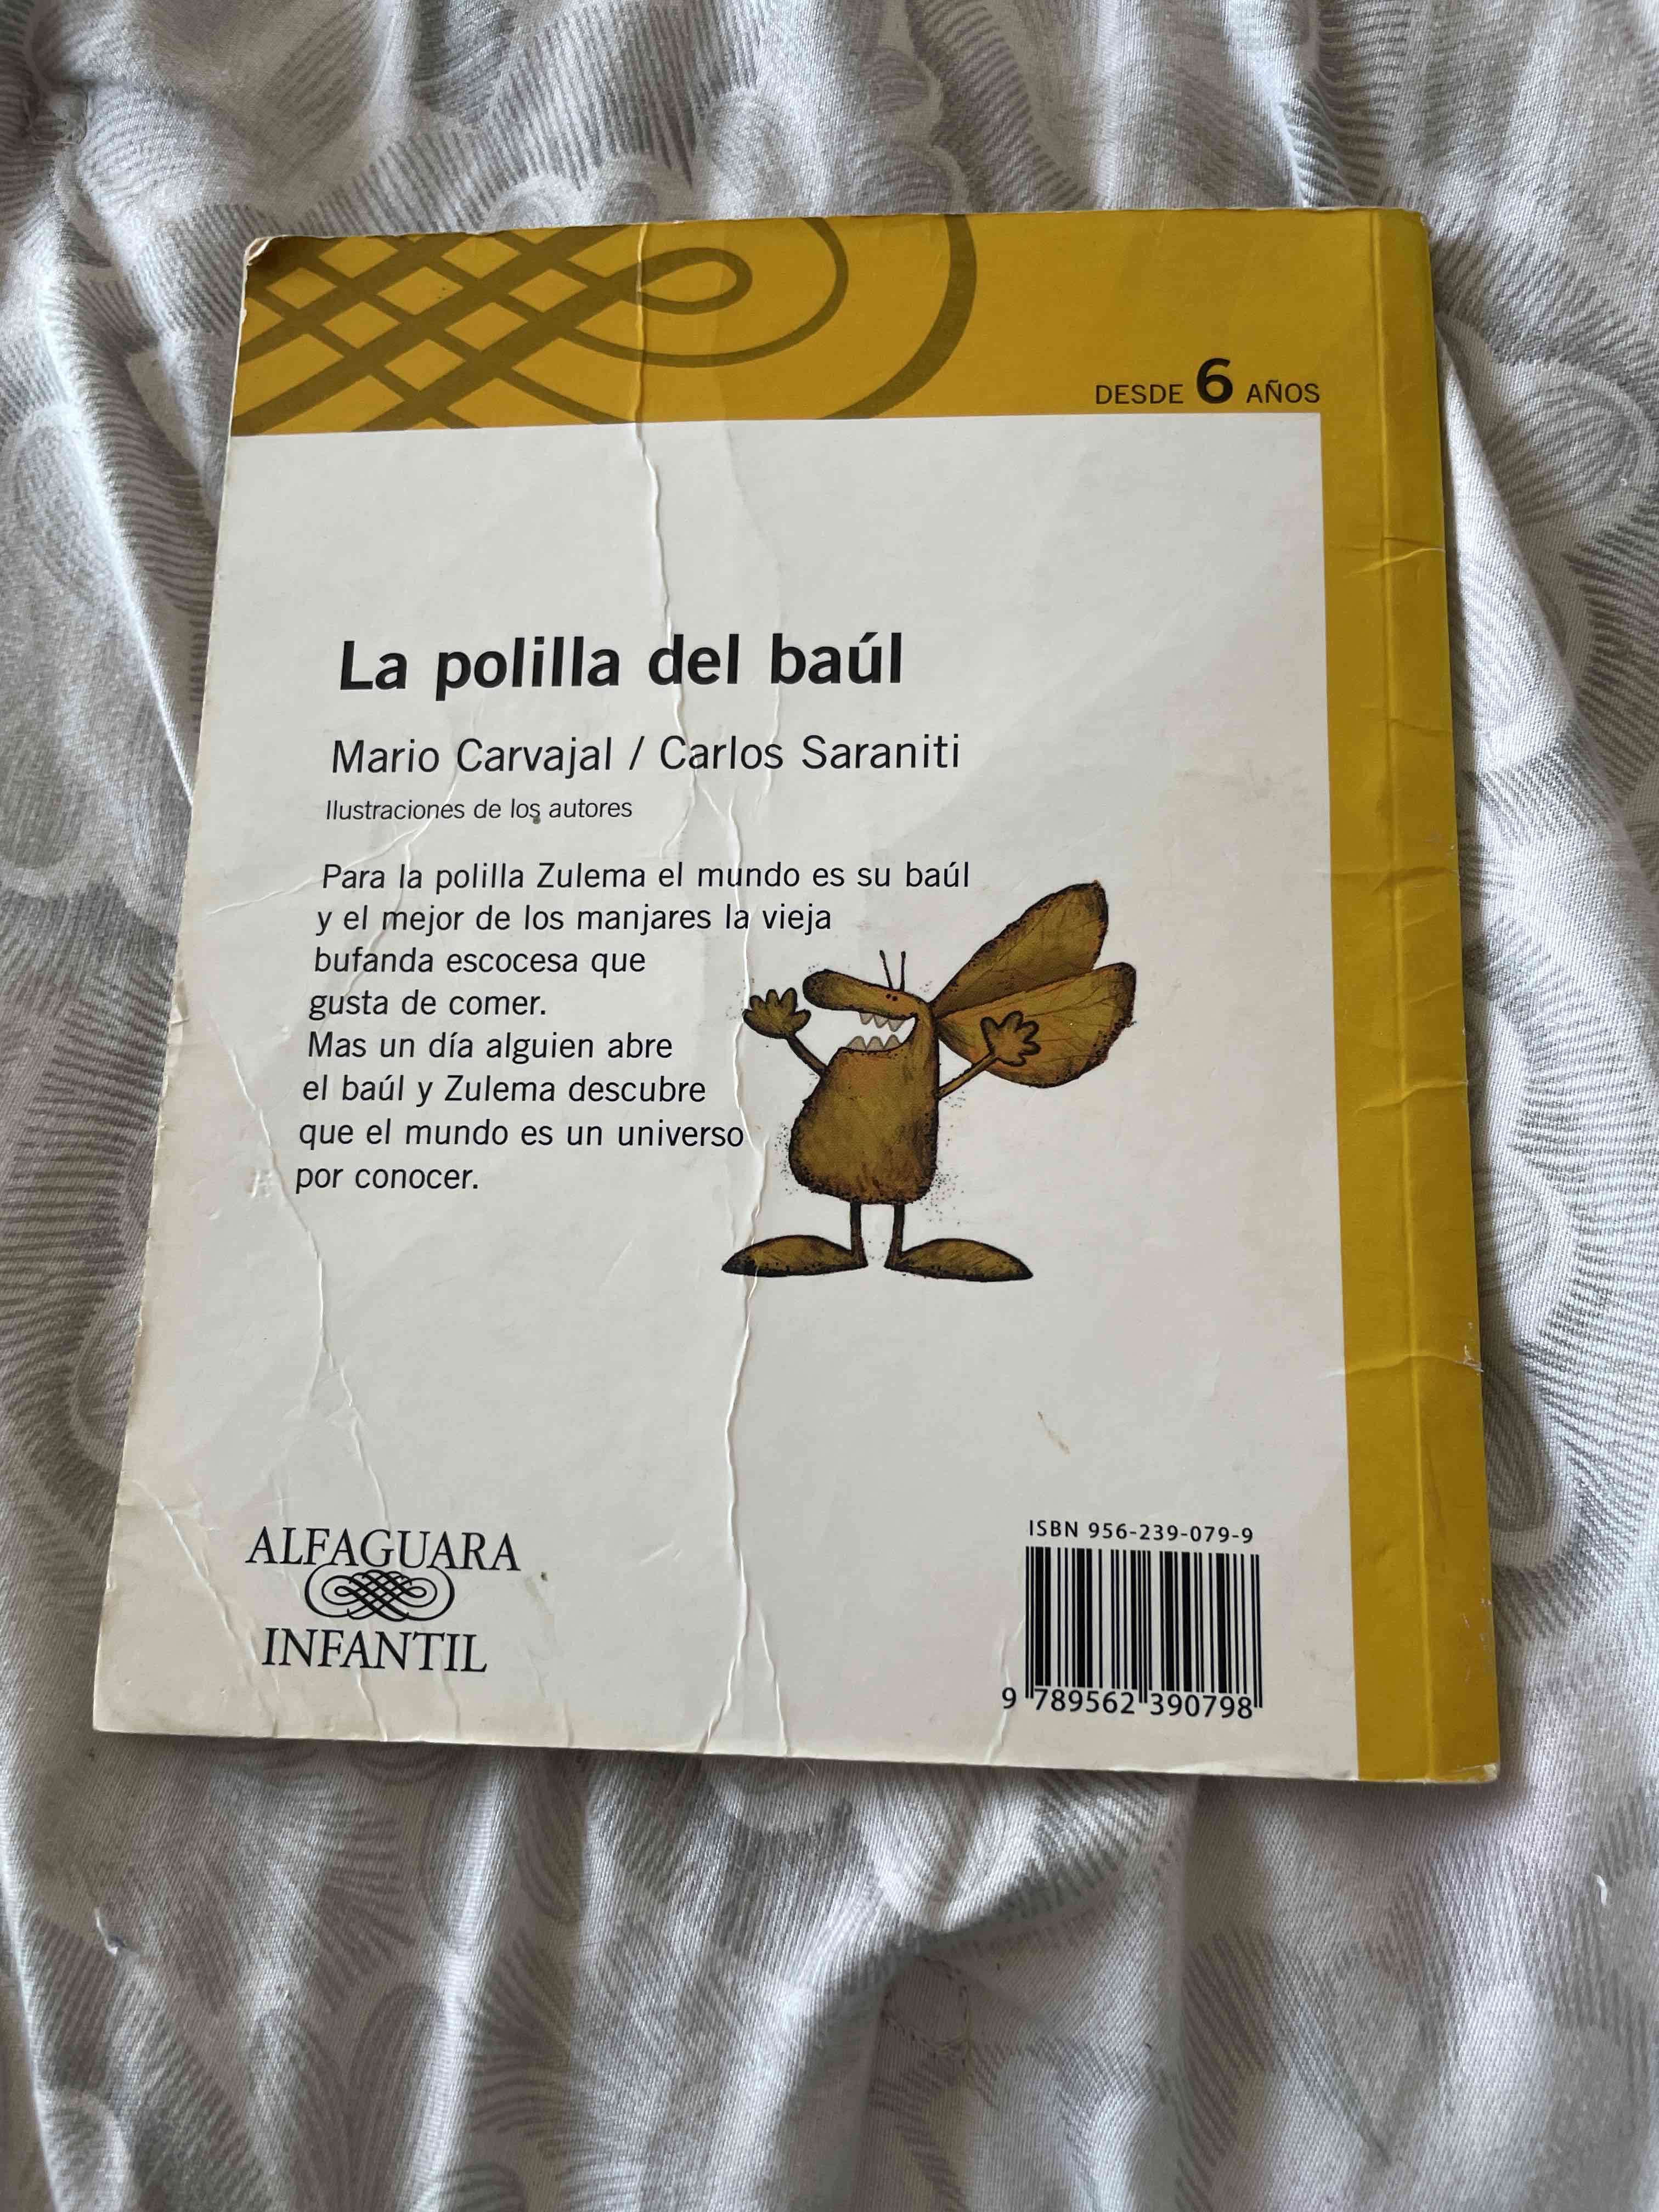 DESDE 6 AÑOS
La polilla del baúl
Mario Carvajal / Carlos Saraniti
Ilustraciones de los autores
Para la polilla Zulema el mundo es su baúl
y el mejor de los manjares la vieja
bufanda escocesa que
gusta de comer.
Mas un día alguien abre
el baúl y Zulema descubre
que el mundo es un universo
por conocer.
ALFAGUARA
INFANTIL
ISBN 956-239-079-9
9 789562 390798